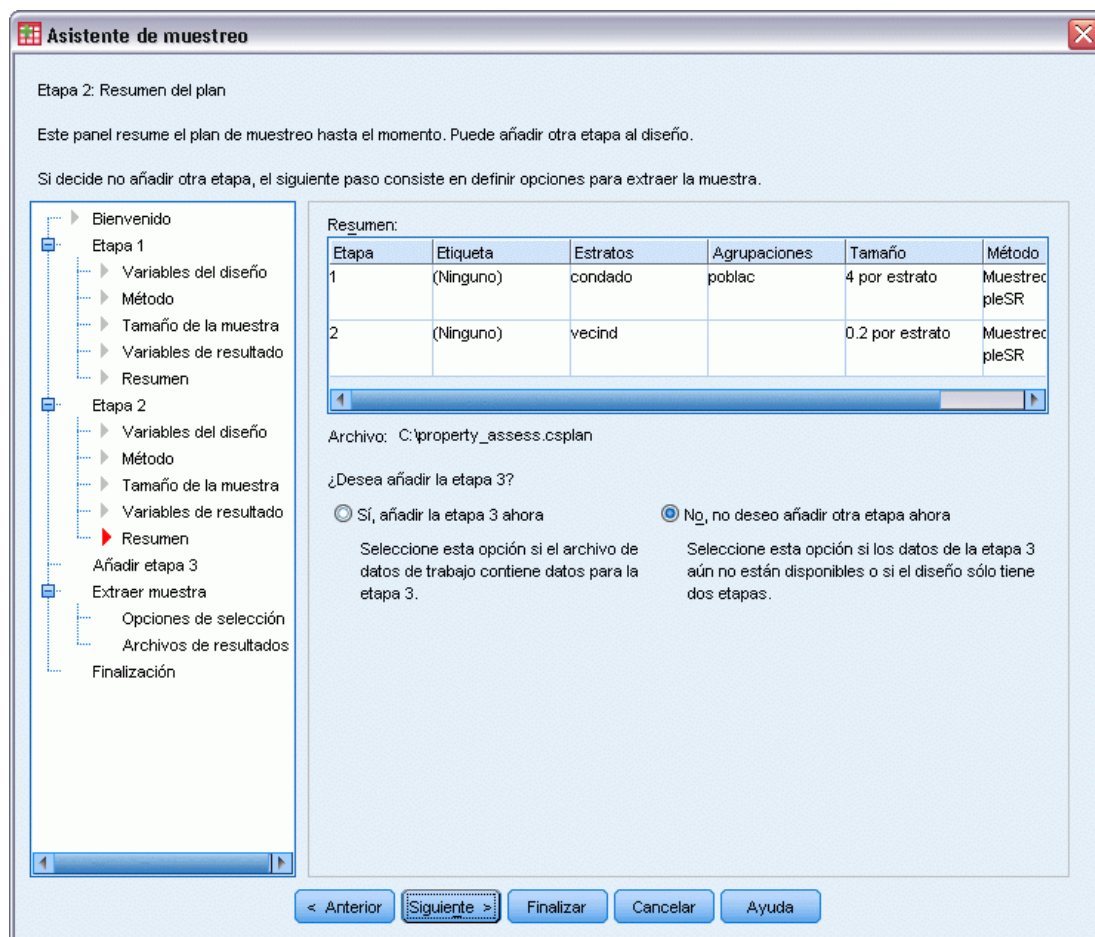 Asistente de muestreo
Etapa 2: Resumen del plan
Este panel resume el plan de muestreo hasta el momento. Puede añadir otra etapa al diseño.
Si decide no añadir otra etapa, el siguiente paso consiste en definir opciones para extraer la muestra.
Bienvenido
Etapa 1
Variables del diseño
Método
Tamaño de la muestra
Variables de resultado
Resumen
Etapa 2
Variables del diseño
Método
Tamaño de la muestra
Variables de resultado
Resumen
Añadir etapa 3
Extraer muestra
Opciones de selección
Archivos de resultados
Finalización
Resumen:
Etapa Etiqueta Estratos Agrupaciones Tamaño Método
1 (Ninguno) condado poblac 4 por estrato Muestrec
pleSR
2 (Ninguno) vecind 0.2 por estrato Muestrec
pleSR
Archivo: C:\property_assess.csplan
¿Desea añadir la etapa 3?
Sí, añadir la etapa 3 ahora
Seleccione esta opción si el archivo de
datos de trabajo contiene datos para la
etapa 3.
No, no deseo añadir otra etapa ahora
Seleccione esta opción si los datos de la etapa 3
aún no están disponibles o si el diseño sólo tiene
dos etapas.
< Anterior Siguiente > Finalizar Cancelar Ayuda